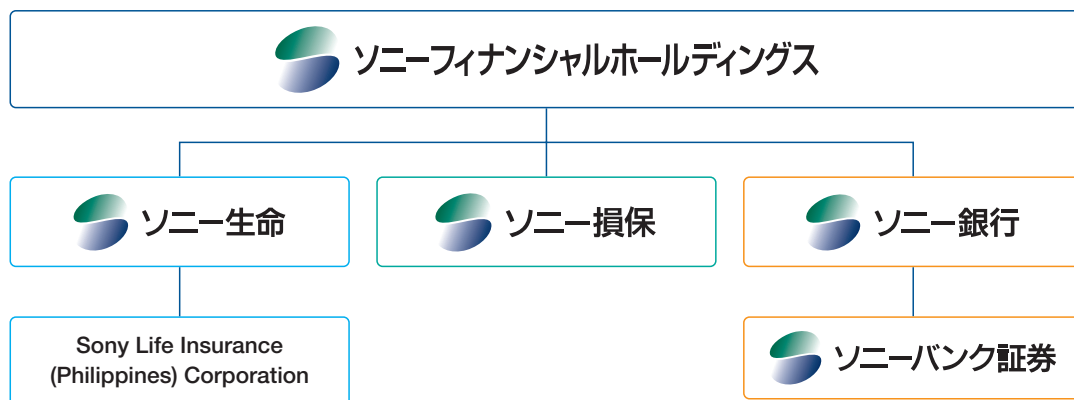 ソニーフィナンシャルホールディングス
ソニー生命
ソニー損保
ソニー銀行
Sony Life Insurance
(Philippines) Corporation
ソニーバンク証券